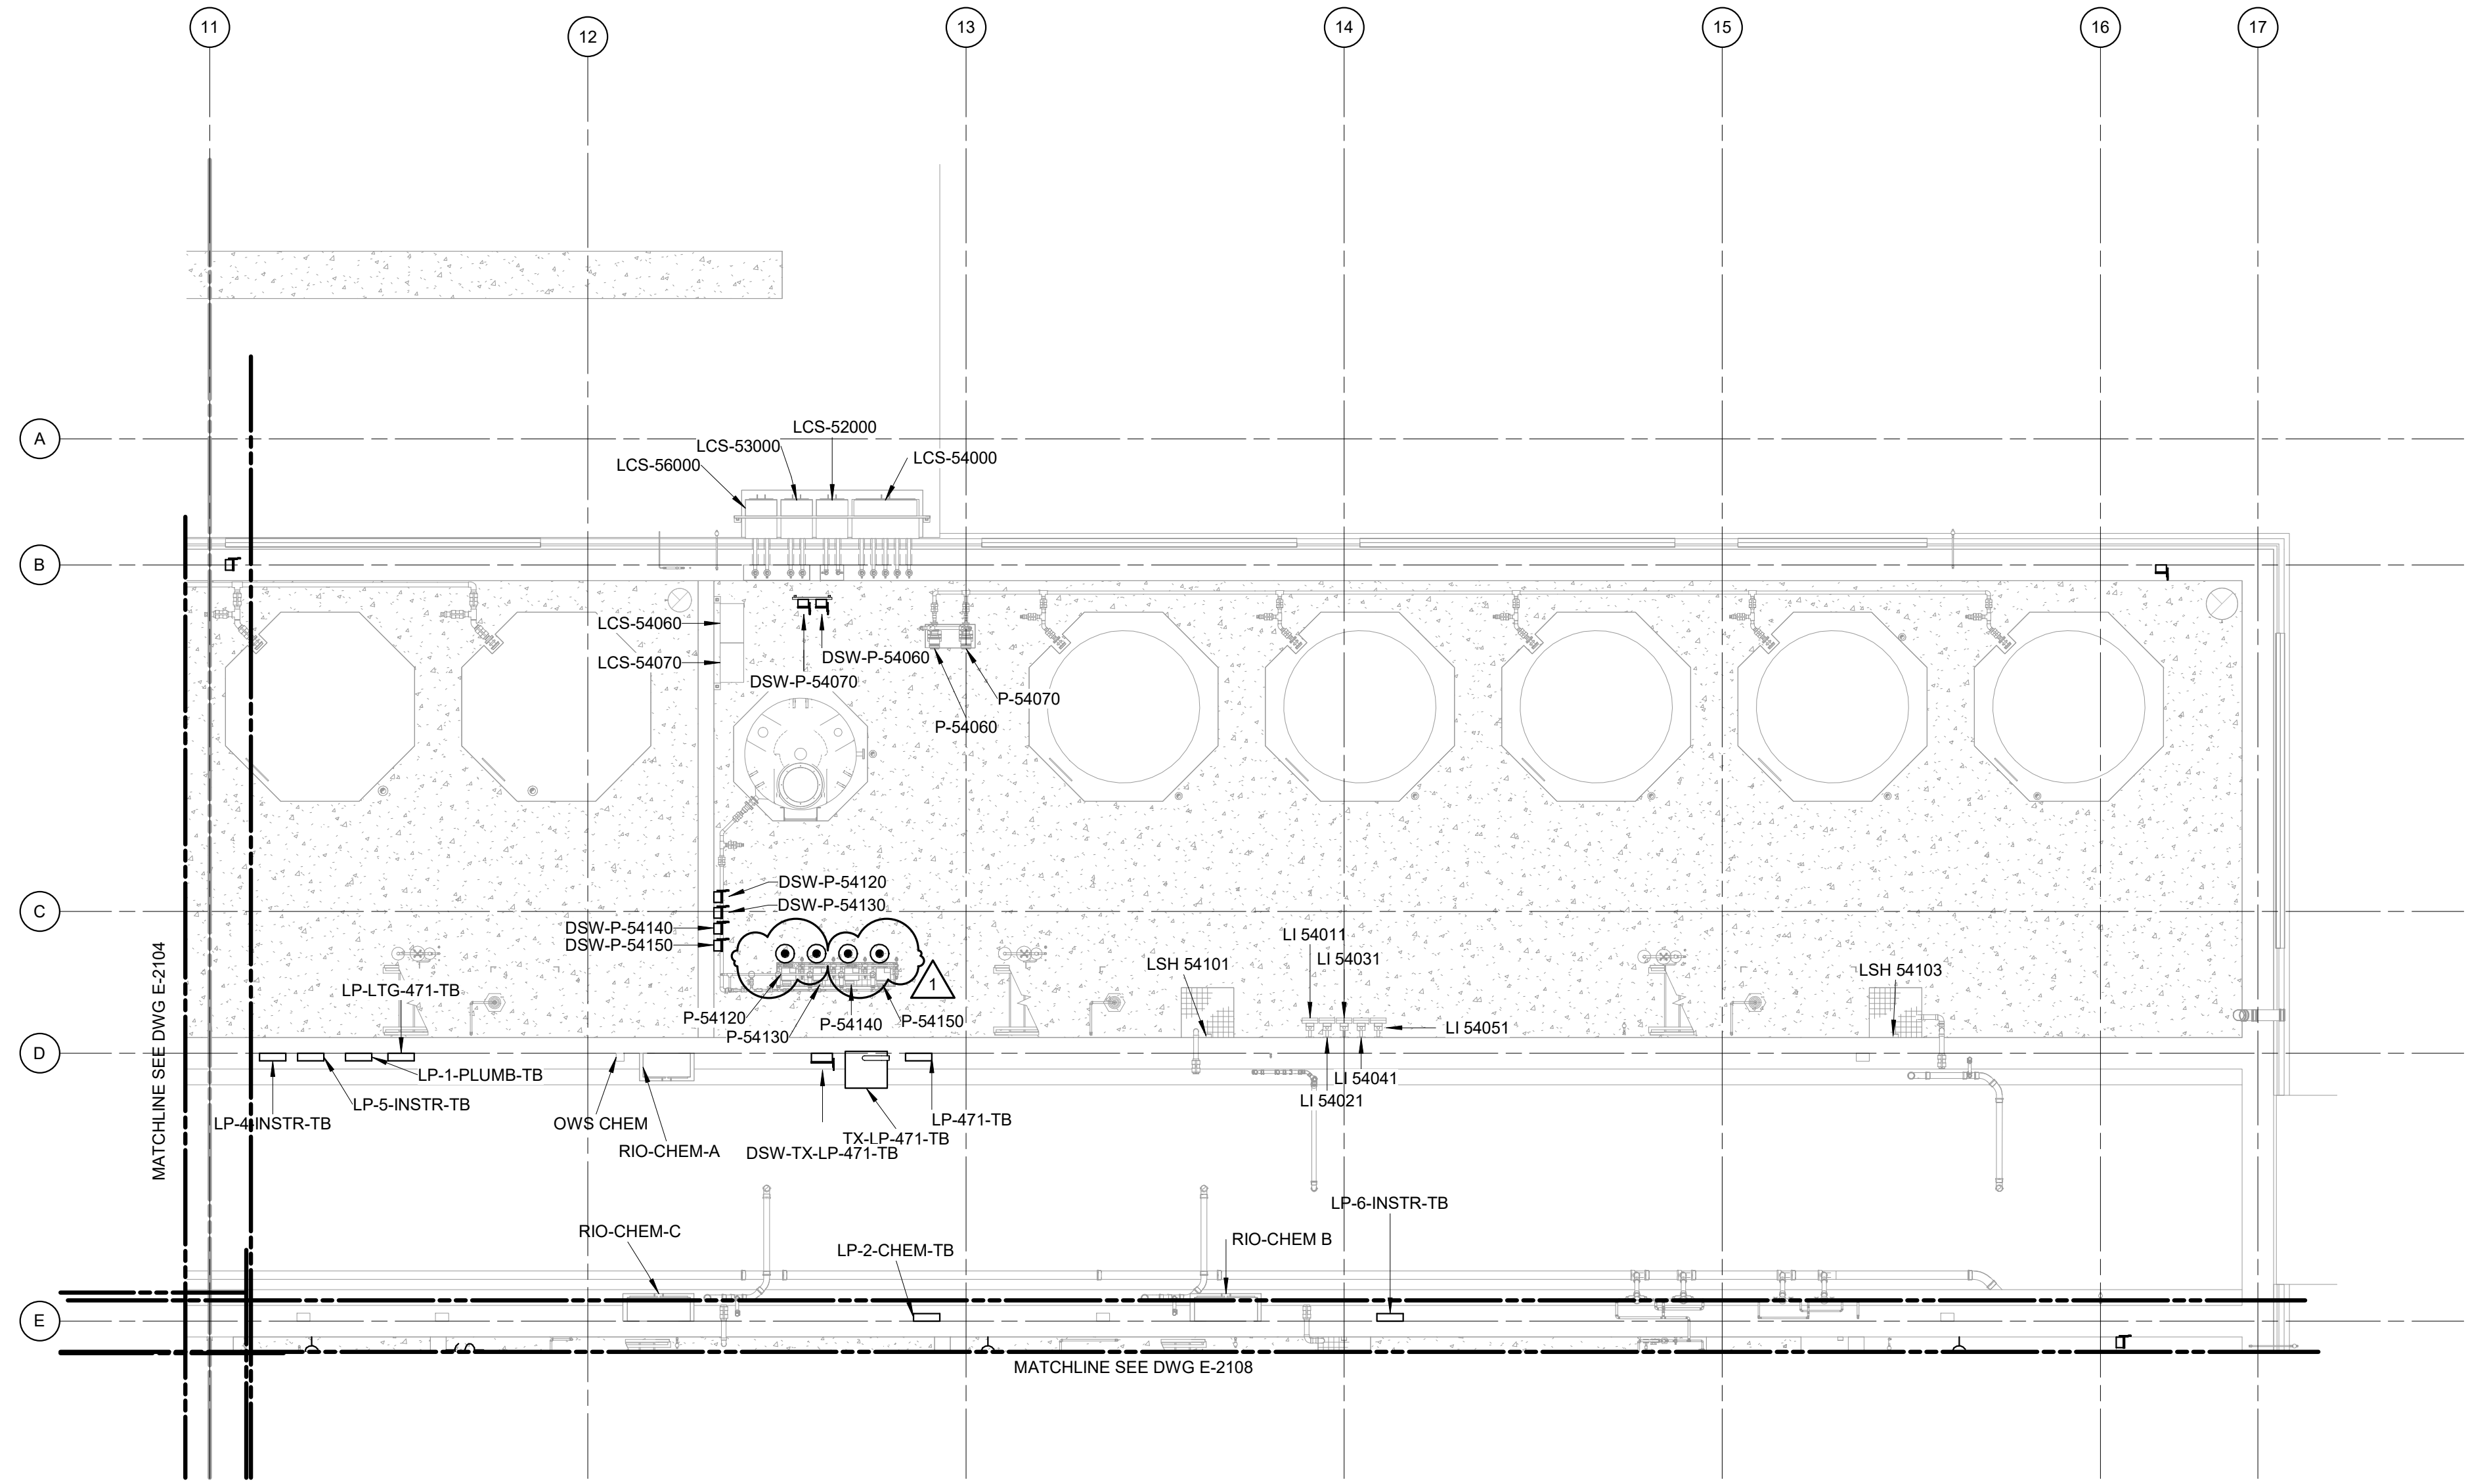 11
12
13
14
15
16
17
A
LCS-52000
LCS-53000
LCS-54000
LCS-56000
B
LCS-54060
DSW-P-54060
LCS-54070
DSW-P-54070
P-54070
P-54060
DSW-P-54120
C
DSW-P-54130
DSW-P-54140
DSW-P-54150
LI 54011
LI 54031
LSH 54101
LSH 54103
1
LP-LTG-471-TB
P-54120
P-54130
P-54140
P-54150
LI 54051
D
LP-1-PLUMB-TB
LI 54041
LP-5-INSTR-TB
LI 54021
LP-4-INSTR-TB
OWS CHEM
LP-471-TB
TX-LP-471-TB
RIO-CHEM-A
DSW-TX-LP-471-TB
MATCHLINE SEE DWG E-2104
LP-6-INSTR-TB
RIO-CHEM-C
RIO-CHEM B
LP-2-CHEM-TB
E
MATCHLINE SEE DWG E-2108